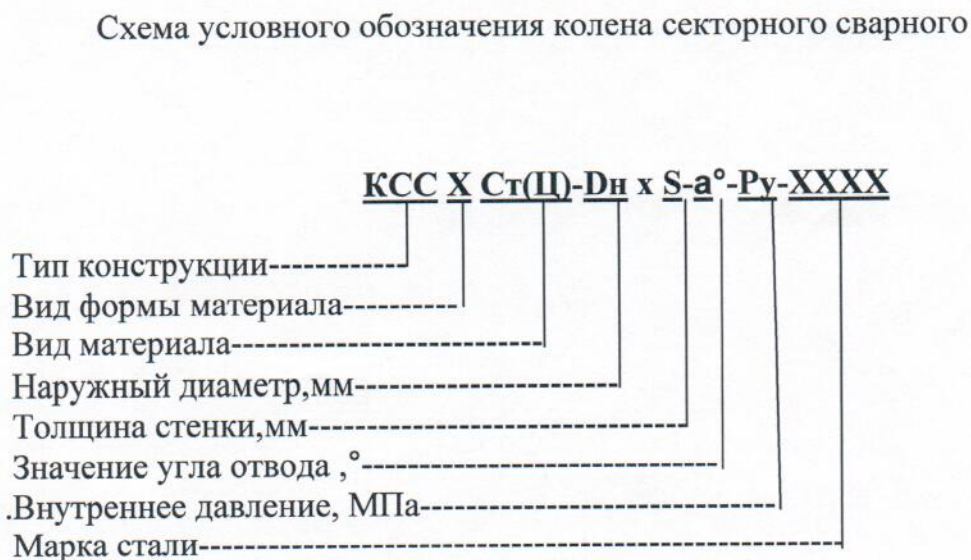 Схема условного обозначения колена секторного сварного
КСС Х Ст(Ц)-Dн х S-а°-Ру-ХХХХ
Тип конструкции
Вид формы материала
Вид материала
Наружный диаметр,мм
Толщина стенки,мм
Значение угла отвода ,°
.Внутреннее давление, МПа
Марка стали